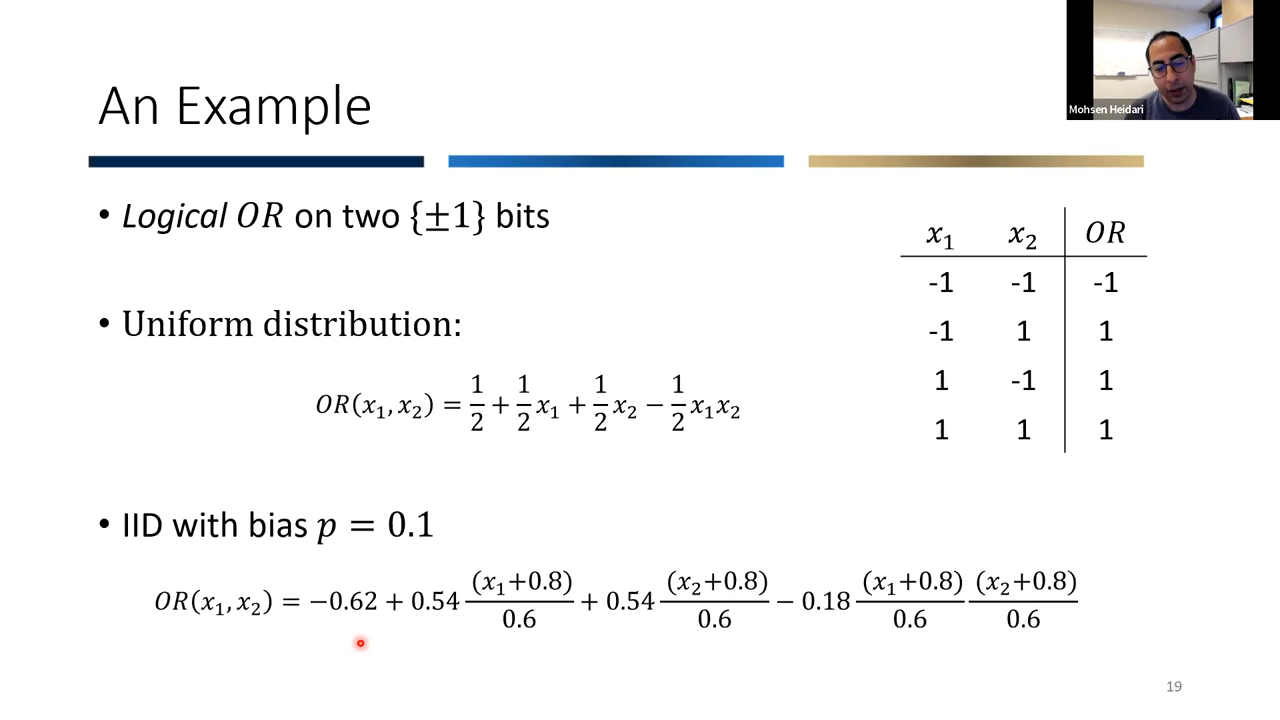 Mohsen Heidari
An Example
• Logical OR on two {±1} bits
• Uniform distribution:
OR(x₁, x₂) = 1/2 + 1/2 x₁ + 1/2 x₂ − 1/2 x₁x₂
• IID with bias p = 0.1
OR(x₁, x₂) = −0.62 + 0.54 (x₁+0.8)/0.6 + 0.54 (x₂+0.8)/0.6 − 0.18 (x₁+0.8)/0.6 (x₂+0.8)/0.6
x₁ x₂ OR
-1 -1 -1
-1 1 1
1 -1 1
1 1 1
19